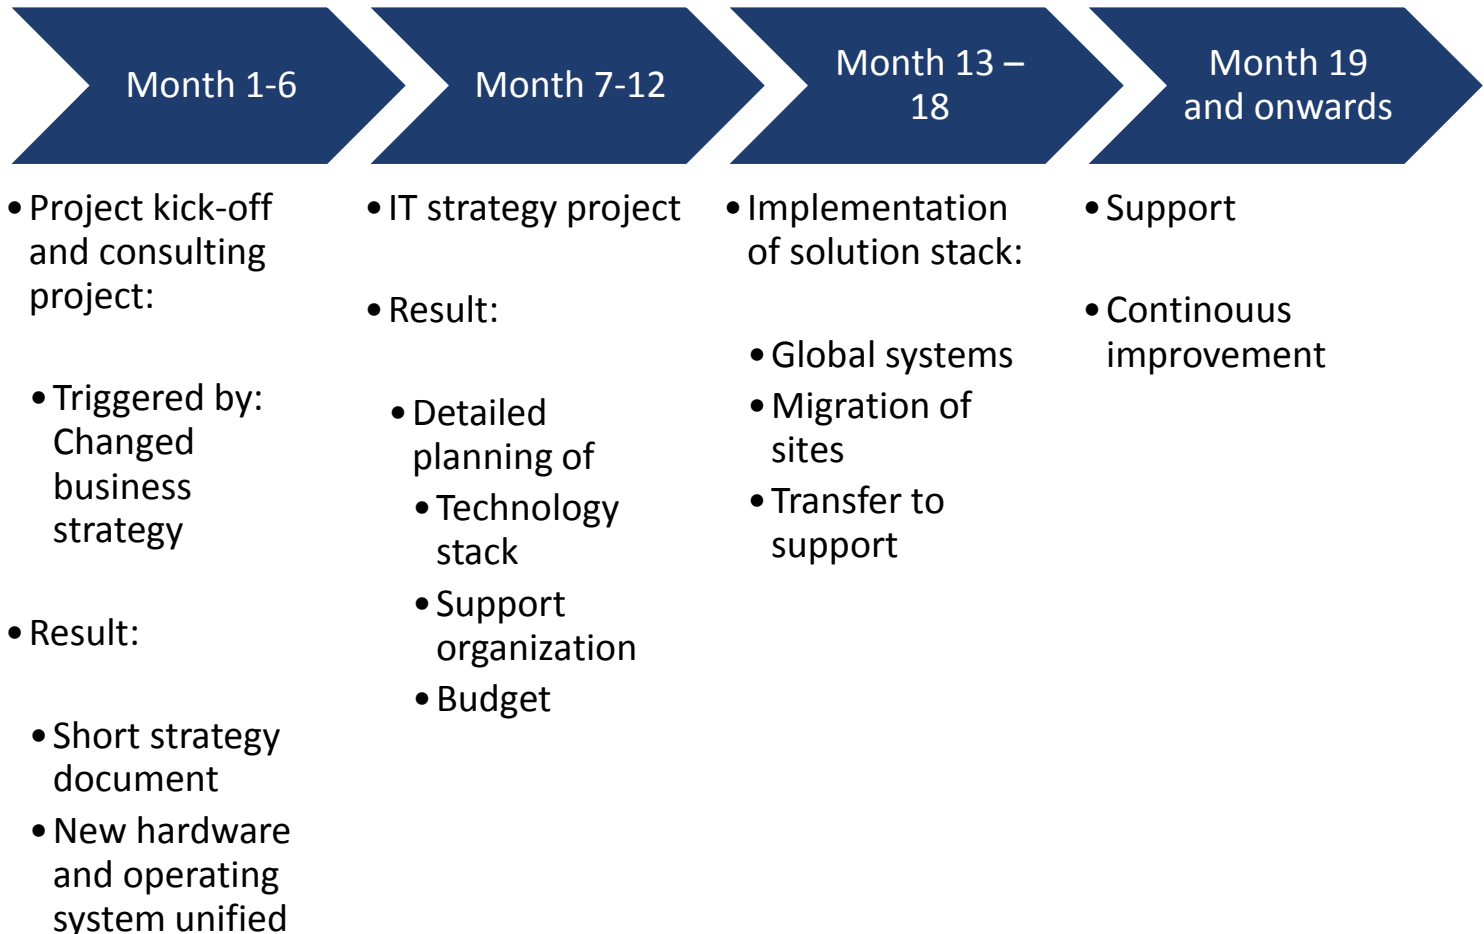 Month 1-6
• Project kick-off
and consulting
project:
• Triggered by:
Changed
business
strategy
• Result:
• Short strategy
document
• New hardware
and operating
system unified
Month 7-12
• IT strategy project
• Result:
• Detailed
planning of
• Technology
stack
• Support
organization
• Budget
Month 13 –
18
• Implementation
of solution stack:
• Global systems
• Migration of
sites
• Transfer to
support
Month 19
and onwards
• Support
• Continouus
improvement